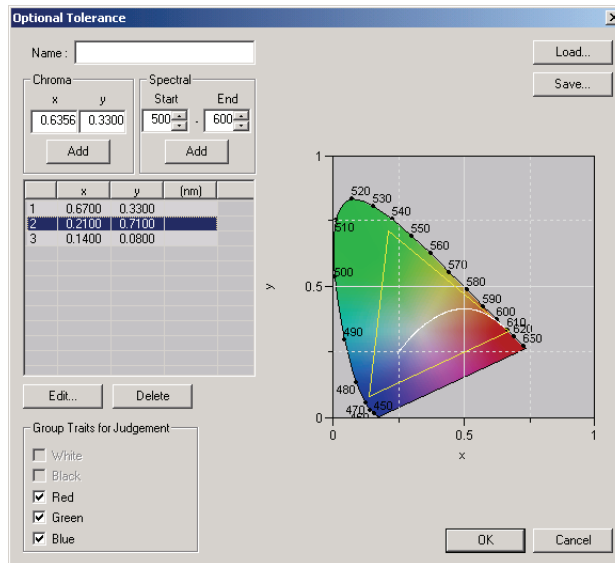 Optional Tolerance
Name :
Load...
Save...
Chroma
x y
0.6356 0.3300
Add
Spectral
Start End
500 - 600
Add
x y (nm)
1 0.6700 0.3300
2 0.2100 0.7100
3 0.1400 0.0800
Edit... Delete
Group Traits for Judgement
White
Black
Red
Green
Blue
1
0.5
0
y
520
530
540
510
550
560
570
500
580
590
600
610
620
650
490
480
470
450
0 0.5 1
x
OK Cancel